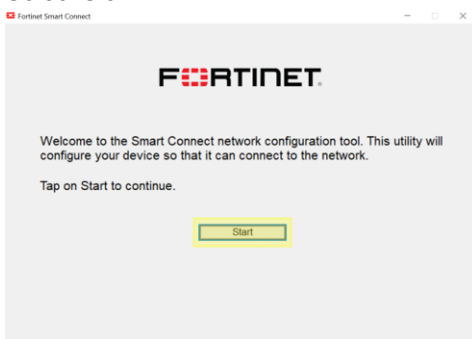 Fortinet Smart Connect
FORTINET
Welcome to the Smart Connect network configuration tool. This utility will
configure your device so that it can connect to the network.
Tap on Start to continue.
Start